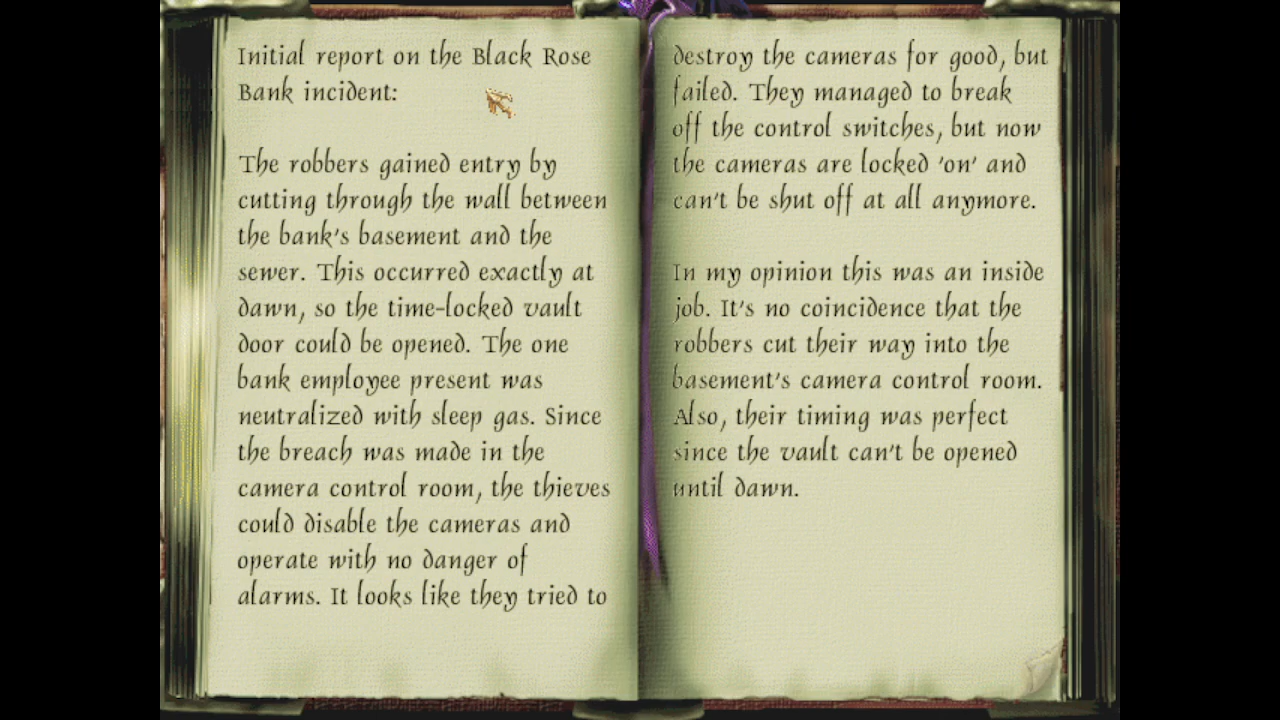 Initial report on the Black Rose
Bank incident:
The robbers gained entry by
cutting through the wall between
the bank's basement and the
sewer. This occurred exactly at
dawn, so the time-locked vault
door could be opened. The one
bank employee present was
neutralized with sleep gas. Since
the breach was made in the
camera control room, the thieves
could disable the cameras and
operate with no danger of
alarms. It looks like they tried to
destroy the cameras for good, but
failed. They managed to break
off the control switches, but now
the cameras are locked 'on' and
can't be shut off at all anymore.
In my opinion this was an inside
job. It's no coincidence that the
robbers cut their way into the
basement's camera control room.
Also, their timing was perfect
since the vault can't be opened
until dawn.